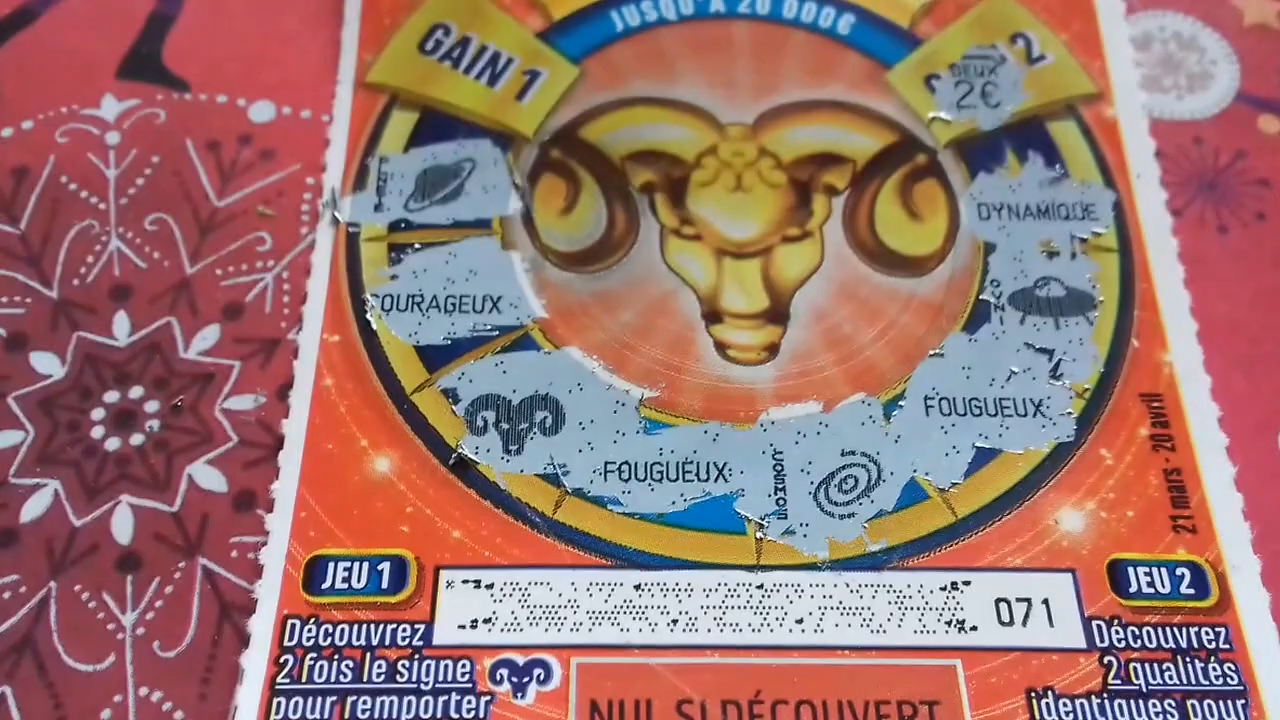 JUSQU'À 20 000€
GAIN 1
2
DEUX
2€
DYNAMIQUE
COURAGEUX
FOUGUEUX
FOUGUEUX
21 mars · 20 avril
JEU 1
071
JEU 2
Découvrez
2 fois le signe
pour remporter
NUL SI DÉCOUVERT
Découvrez
2 qualités
identiques pour